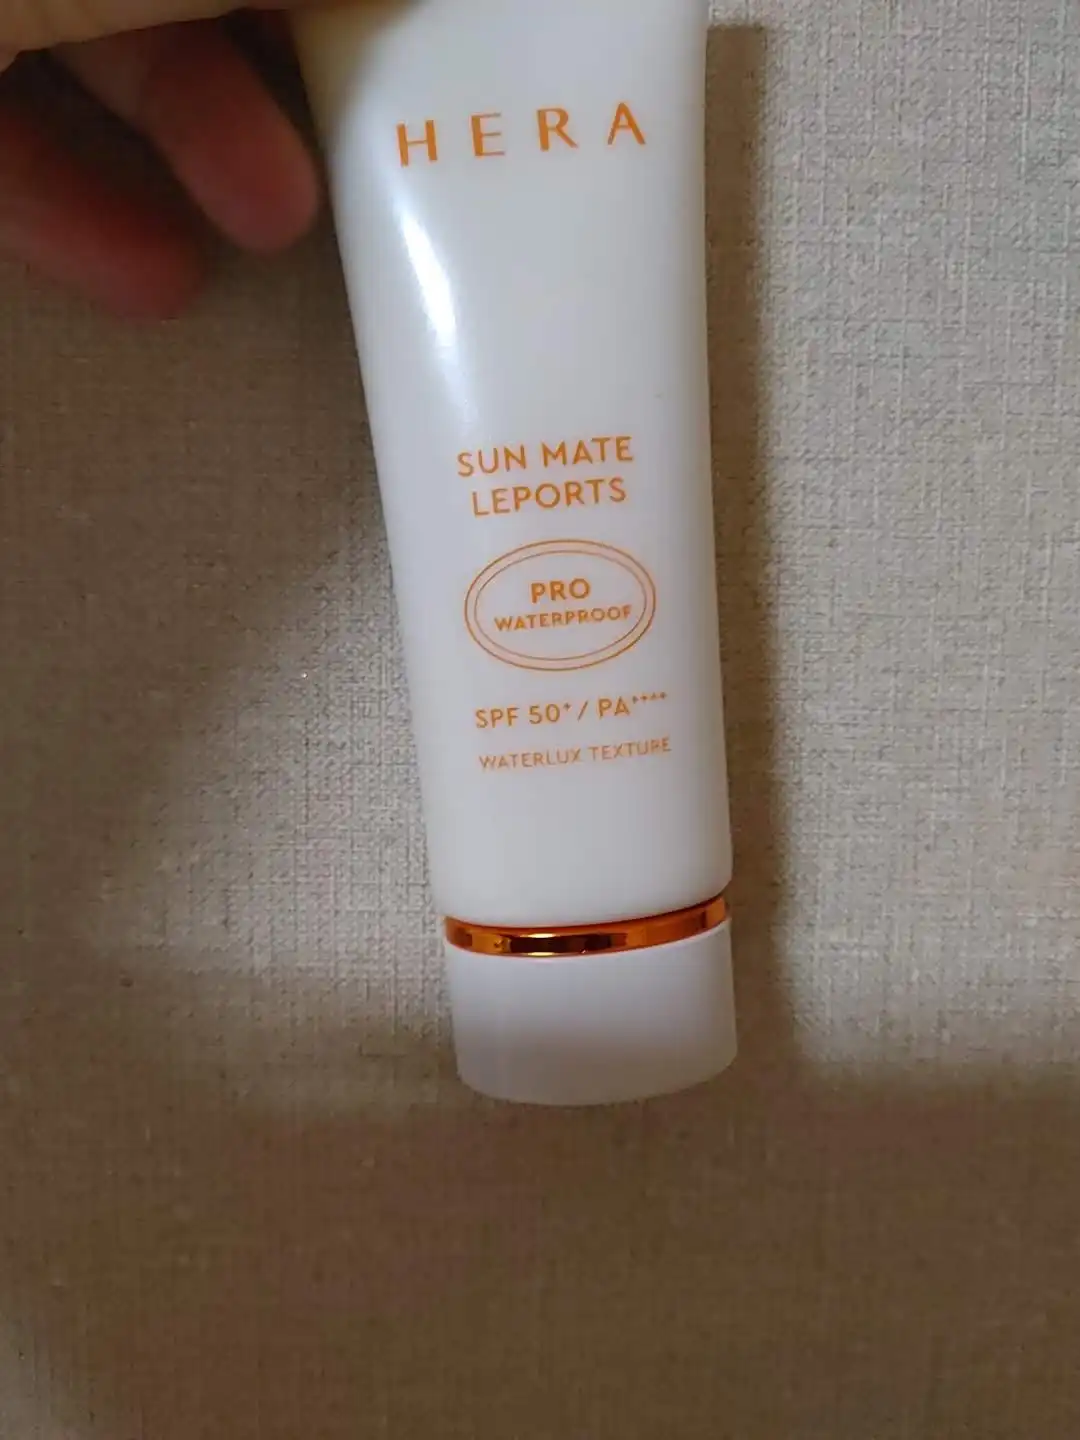 HERA
SUN MATE
LEPORTS
PRO
WATERPROOF
SPF 50⁺ / PA⁺⁺⁺⁺
WATERLUX TEXTURE